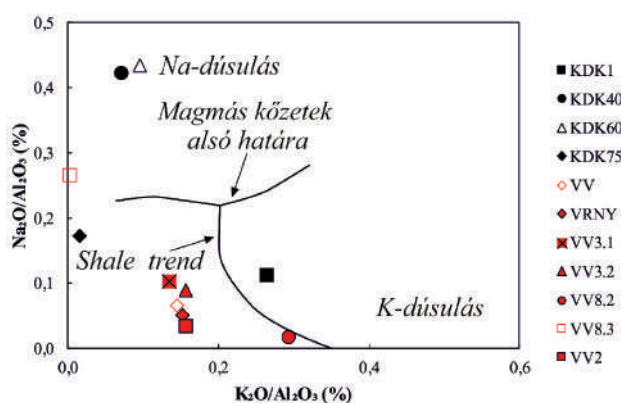 0,5
0,4
0,3
0,2
0,1
0,0
Na₂O/Al₂O₃ (%)
Na-dúsulás
Magmás kőzetek
alsó határa
Shale trend
K-dúsulás
0,0
0,2
0,4
0,6
K₂O/Al₂O₃ (%)
KDK1
KDK40
KDK60
KDK75
VV
VRNY
VV3.1
VV3.2
VV8.2
VV8.3
VV2